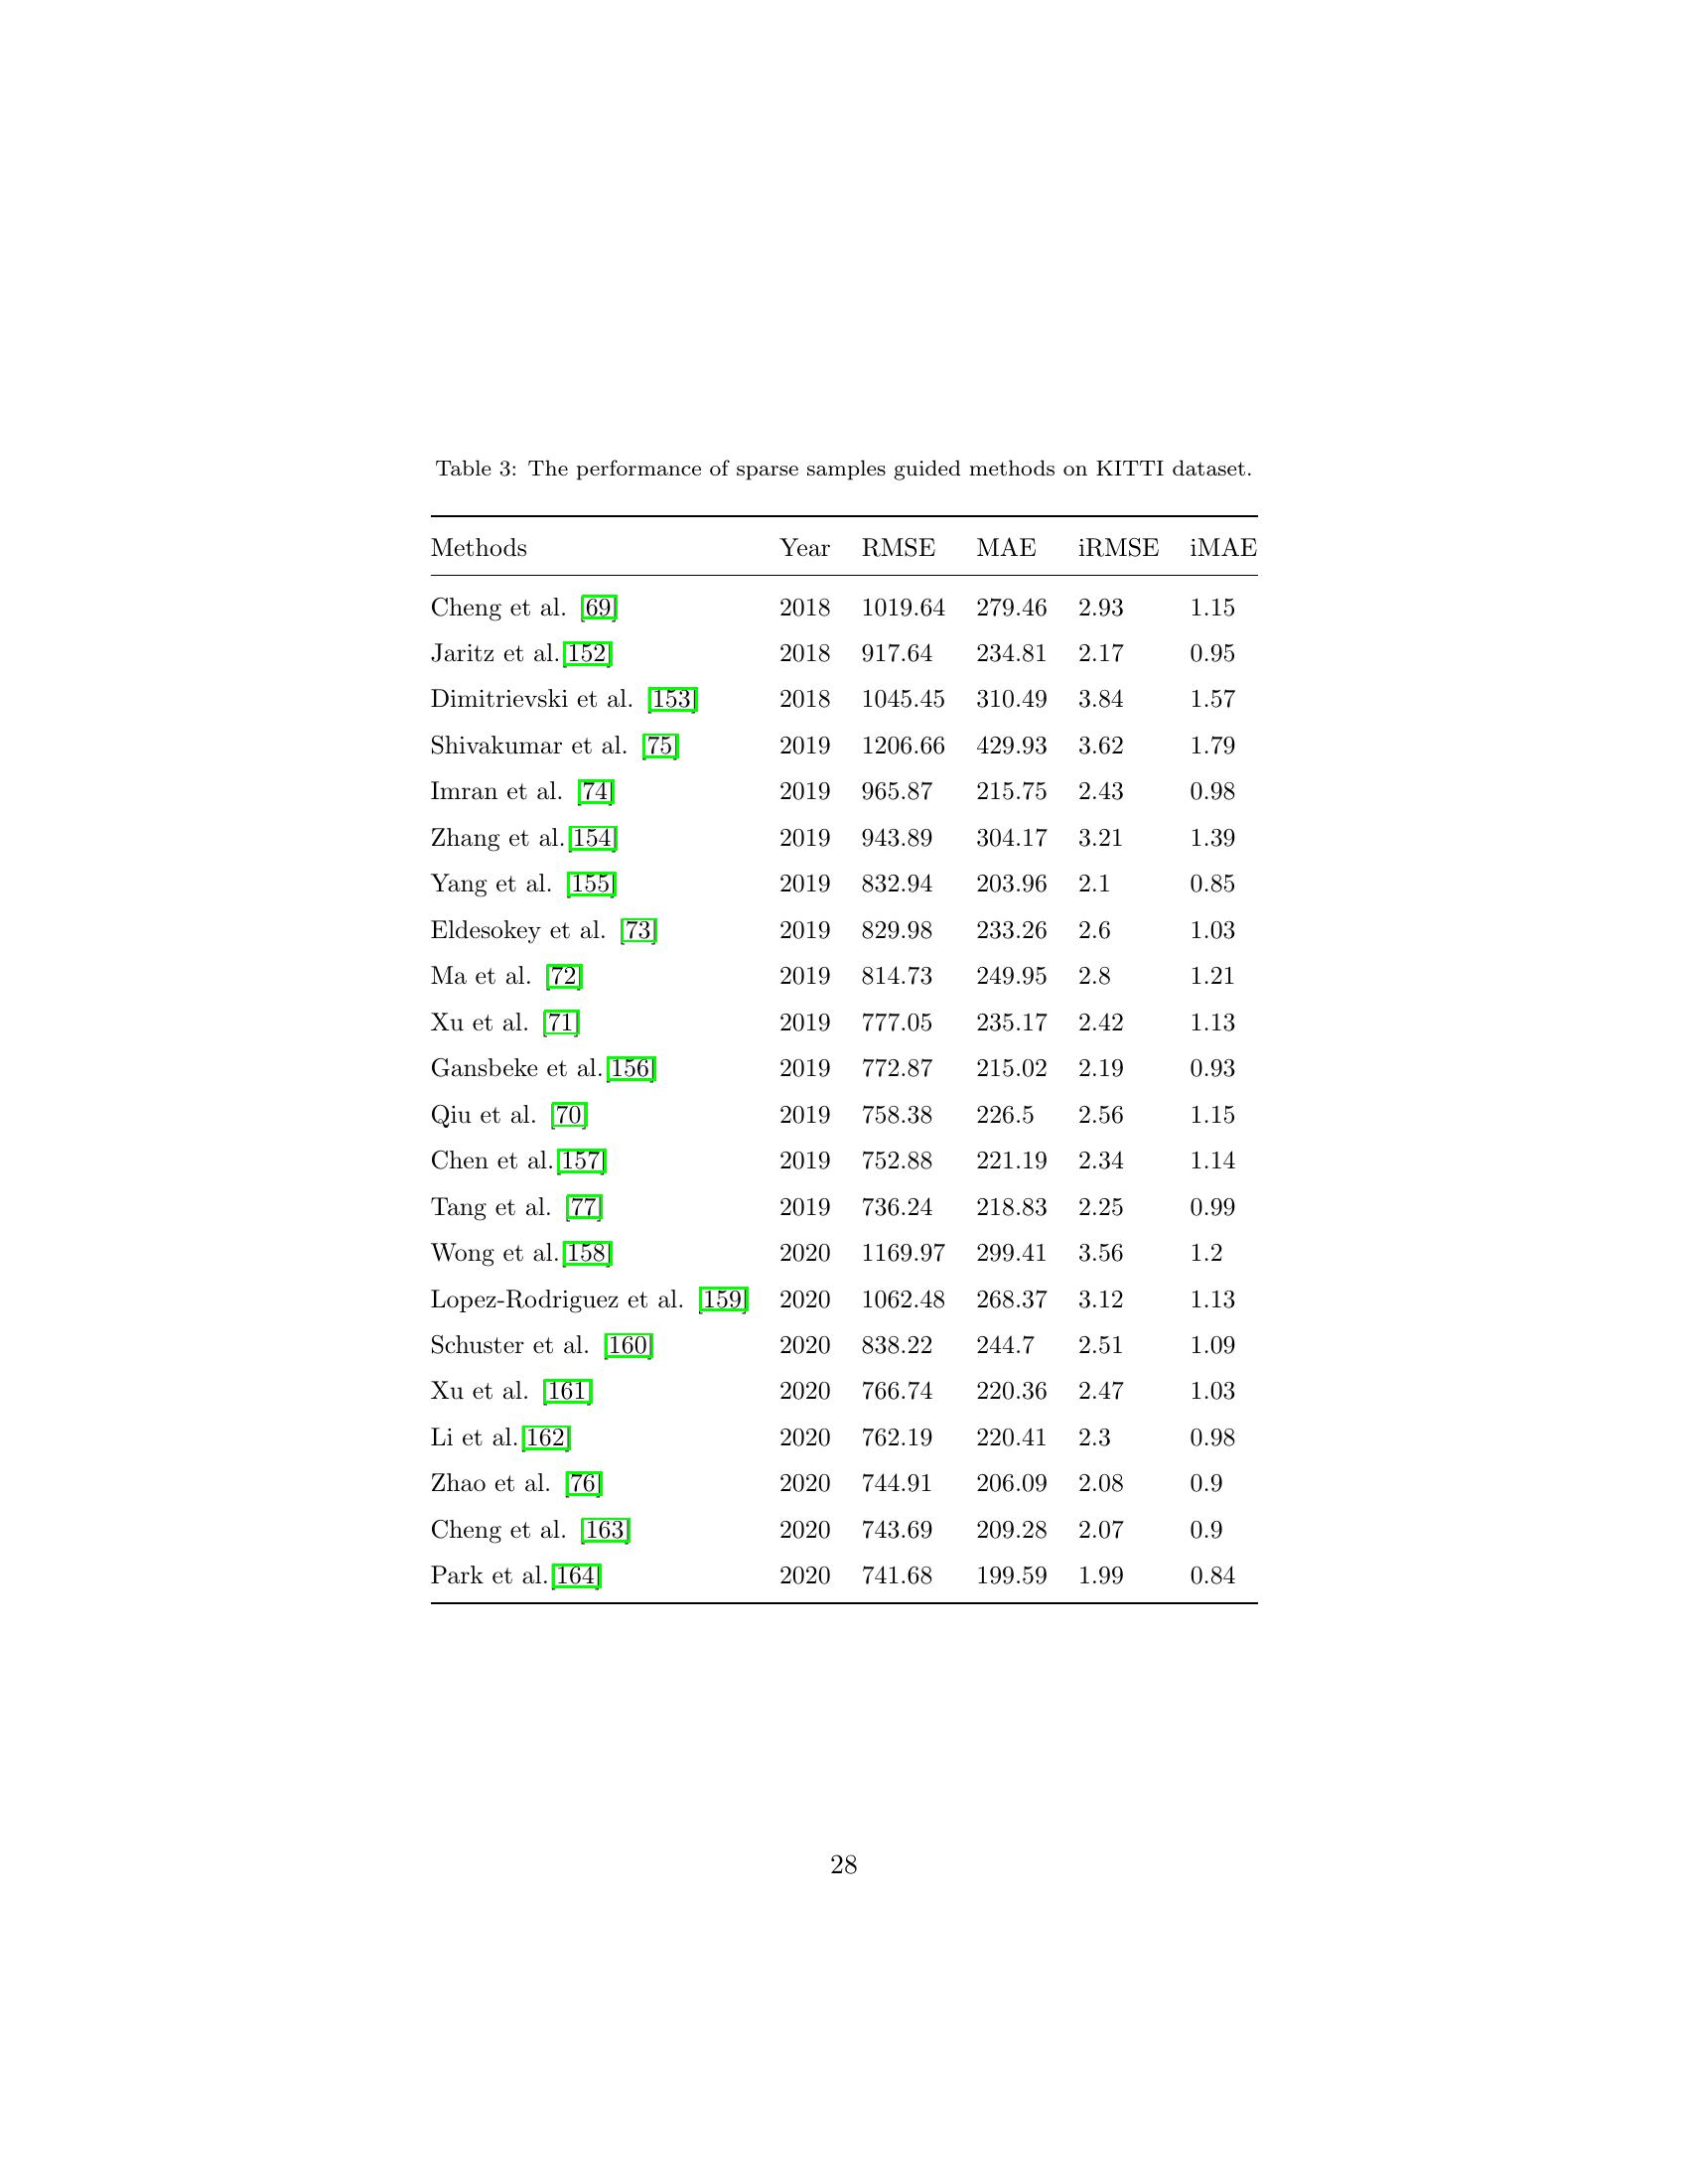 Table 3: The performance of sparse samples guided methods on KITTI dataset.
Methods Year RMSE MAE iRMSE iMAE
Cheng et al. [69] 2018 1019.64 279.46 2.93 1.15
Jaritz et al.[152] 2018 917.64 234.81 2.17 0.95
Dimitrievski et al. [153] 2018 1045.45 310.49 3.84 1.57
Shivakumar et al. [75] 2019 1206.66 429.93 3.62 1.79
Imran et al. [74] 2019 965.87 215.75 2.43 0.98
Zhang et al.[154] 2019 943.89 304.17 3.21 1.39
Yang et al. [155] 2019 832.94 203.96 2.1 0.85
Eldesokey et al. [73] 2019 829.98 233.26 2.6 1.03
Ma et al. [72] 2019 814.73 249.95 2.8 1.21
Xu et al. [71] 2019 777.05 235.17 2.42 1.13
Gansbeke et al.[156] 2019 772.87 215.02 2.19 0.93
Qiu et al. [70] 2019 758.38 226.5 2.56 1.15
Chen et al.[157] 2019 752.88 221.19 2.34 1.14
Tang et al. [77] 2019 736.24 218.83 2.25 0.99
Wong et al.[158] 2020 1169.97 299.41 3.56 1.2
Lopez-Rodriguez et al. [159] 2020 1062.48 268.37 3.12 1.13
Schuster et al. [160] 2020 838.22 244.7 2.51 1.09
Xu et al. [161] 2020 766.74 220.36 2.47 1.03
Li et al.[162] 2020 762.19 220.41 2.3 0.98
Zhao et al. [76] 2020 744.91 206.09 2.08 0.9
Cheng et al. [163] 2020 743.69 209.28 2.07 0.9
Park et al.[164] 2020 741.68 199.59 1.99 0.84
28